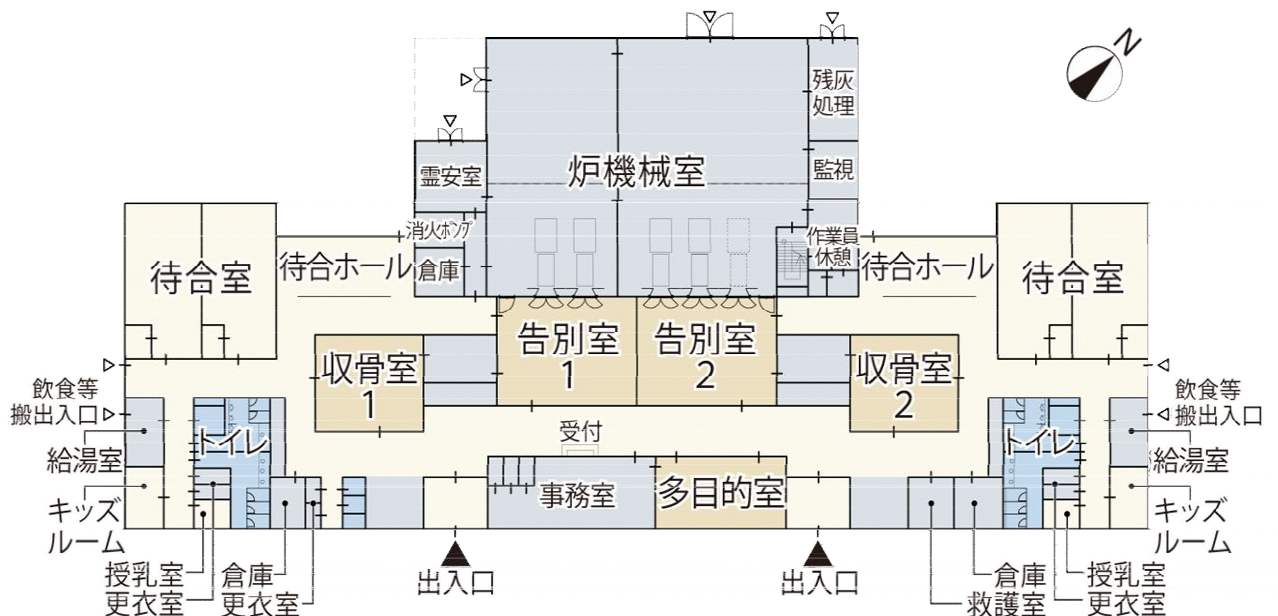 N
残灰
処理
霊安室
炉機械室
監視
消火ポンプ
作業員
休憩
待合室
待合ホール
倉庫
待合ホール
待合室
告別室
1
告別室
2
収骨室
1
収骨室
2
飲食等
搬出入口
飲食等
搬出入口
受付
トイレ
トイレ
給湯室
給湯室
事務室
多目的室
キッズ
ルーム
キッズ
ルーム
出入口
出入口
授乳室
更衣室
倉庫
更衣室
倉庫
救護室
授乳室
更衣室